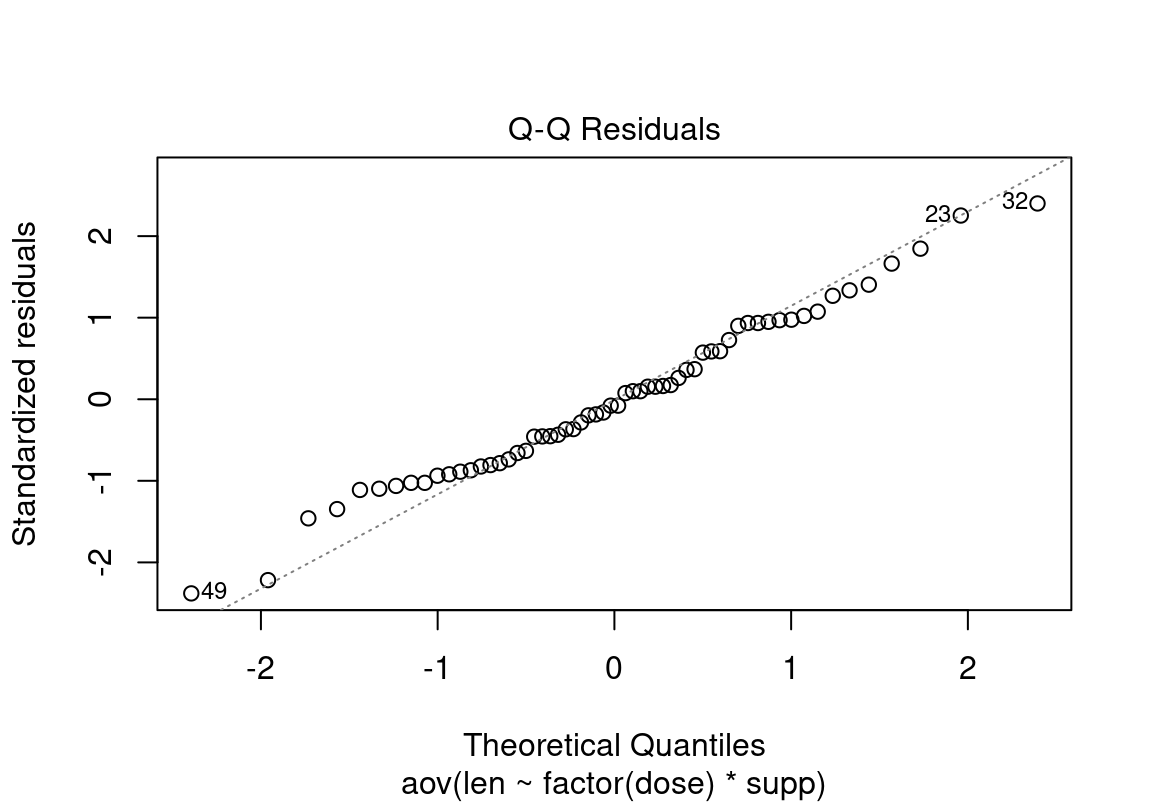 Q-Q Residuals
Standardized residuals
2
1
0
-1
-2
23
32
49
-2 -1 0 1 2
Theoretical Quantiles
aov(len ~ factor(dose) * supp)